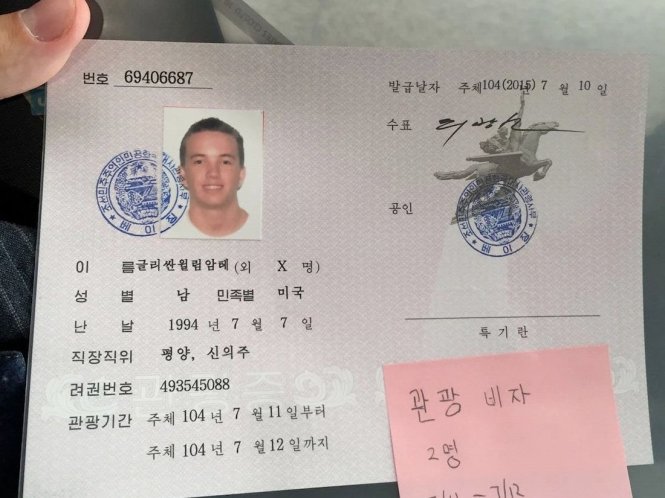 번호 69406687
이 름 글리싼윌림암테 (외 X 명)
성 별 남 민족별 미국
난 날 1994 년 7 월 7 일
직장직위 평양, 신의주
려권번호 493545088
관광기간 주체 104 년 7 월 11 일부터
주체 104 년 7 월 12 일까지
발급날자 주체 104(2015) 7 월 10 일
수표
공인
특기란
관광 비자
2명